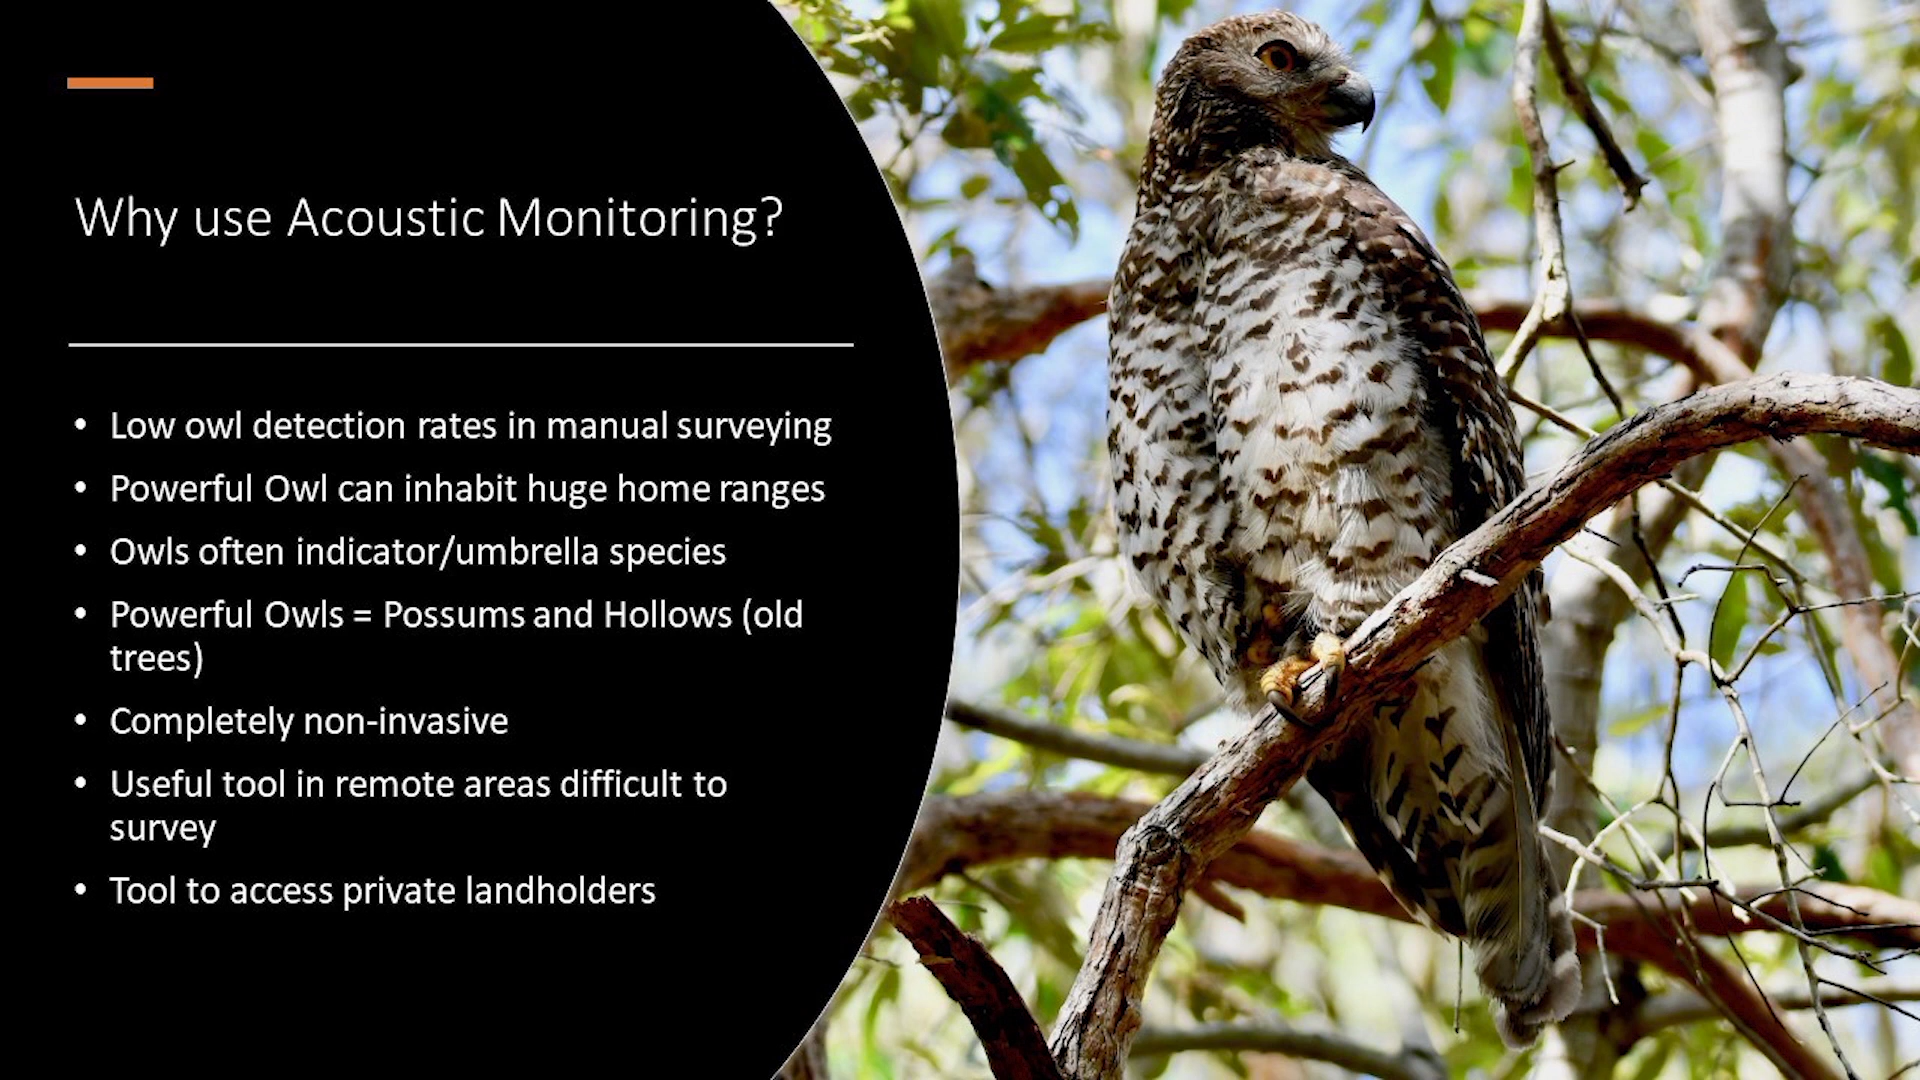 Why use Acoustic Monitoring?
• Low owl detection rates in manual surveying
• Powerful Owl can inhabit huge home ranges
• Owls often indicator/umbrella species
• Powerful Owls = Possums and Hollows (old
trees)
• Completely non-invasive
• Useful tool in remote areas difficult to
survey
• Tool to access private landholders